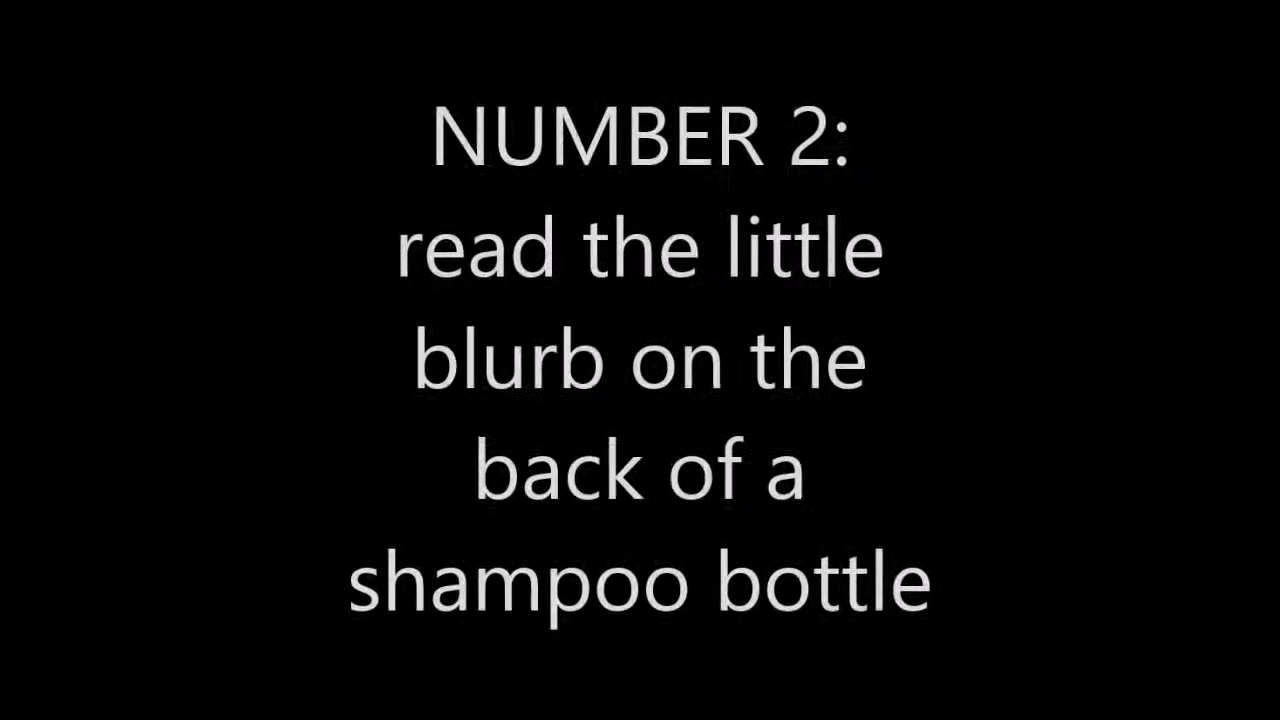 NUMBER 2:
read the little
blurb on the
back of a
shampoo bottle